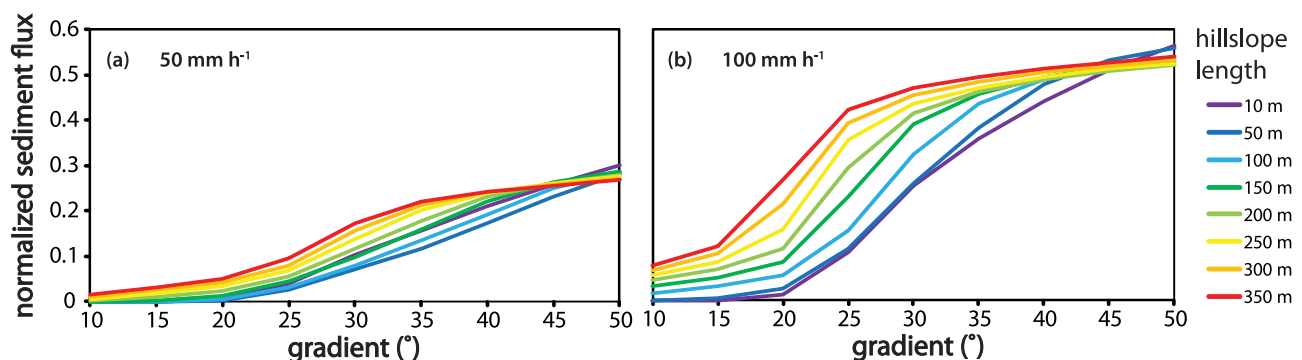 normalized sediment flux
0.6
0.5
0.4
0.3
0.2
0.1
0
(a) 50 mm h⁻¹
10 15 20 25 30 35 40 45 50
gradient (°)
(b) 100 mm h⁻¹
10 15 20 25 30 35 40 45 50
gradient (°)
hillslope
length
10 m
50 m
100 m
150 m
200 m
250 m
300 m
350 m